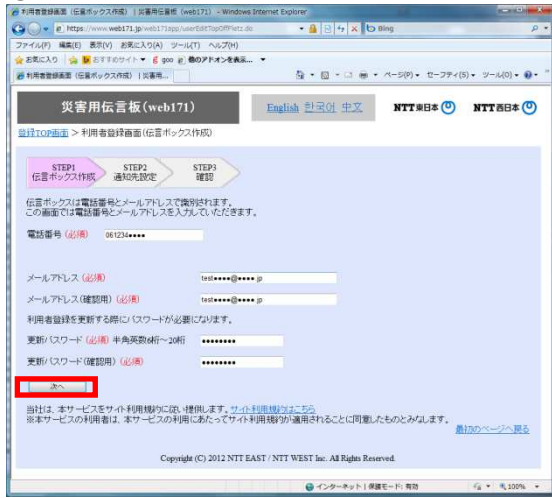 利用者登録画面（伝言ボックス作成）｜災害用伝言板（web171） - Windows Internet Explorer
https://www.web171.jp/web171app/userEditTopOffPlatz.do
Bing
ファイル(F) 編集(E) 表示(V) お気に入り(A) ツール(T) ヘルプ(H)
お気に入り おすすめサイト goo 他のアドオンを表示...
利用者登録画面（伝言ボックス作成）｜災害用... ページ(P) セーフティ(S) ツール(O)
災害用伝言板(web171) English 한국어 中文 NTT東日本 NTT西日本
登録TOP画面 > 利用者登録画面(伝言ボックス作成)
STEP1 STEP2 STEP3
伝言ボックス作成 通知先設定 確認
伝言ボックスは電話番号とメールアドレスで識別されます。
この画面では電話番号とメールアドレスを入力していただきます。
電話番号 (必須) 061234●●●●
メールアドレス (必須) test●●●●@●●●●.jp
メールアドレス(確認用) (必須) test●●●●@●●●●.jp
利用者登録を更新する際にパスワードが必要になります。
更新パスワード (必須) 半角英数6桁～20桁 ●●●●●●●●
更新パスワード(確認用) (必須) ●●●●●●●●
次へ
当社は、本サービスをサイト利用規約に従い提供します。サイト利用規約はこちら
※本サービスの利用者は、本サービスの利用にあたってサイト利用規約が適用されることに同意したものとみなします。
最初のページへ戻る
Copyright (C) 2012 NTT EAST / NTT WEST Inc. All Rights Reserved.
インターネット | 保護モード: 有効 100%